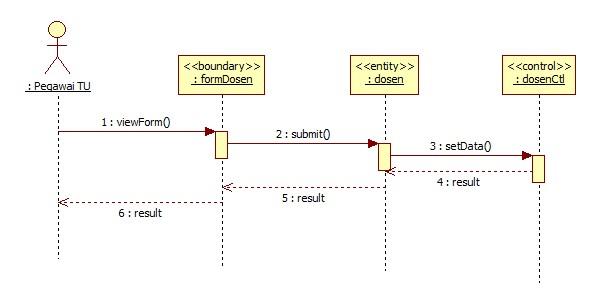 <<boundary>>
: formDosen
<<entity>>
: dosen
<<control>>
: dosenCtl
: Pegawai TU
1 : viewForm()
2 : submit()
3 : setData()
4 : result
5 : result
6 : result